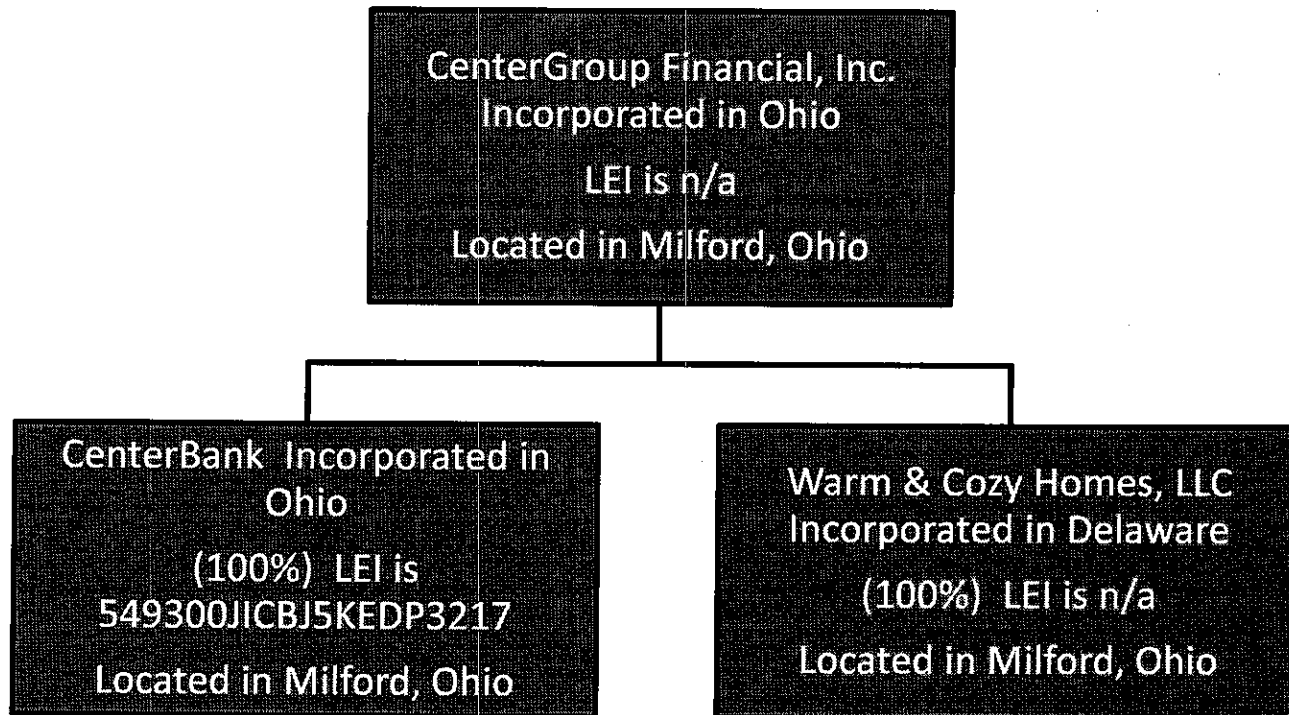 CenterGroup Financial, Inc.
Incorporated in Ohio
LEI is n/a
Located in Milford, Ohio
CenterBank Incorporated in
Ohio
(100%) LEI is
549300JICBJ5KEDP3217
Located in Milford, Ohio
Warm & Cozy Homes, LLC
Incorporated in Delaware
(100%) LEI is n/a
Located in Milford, Ohio